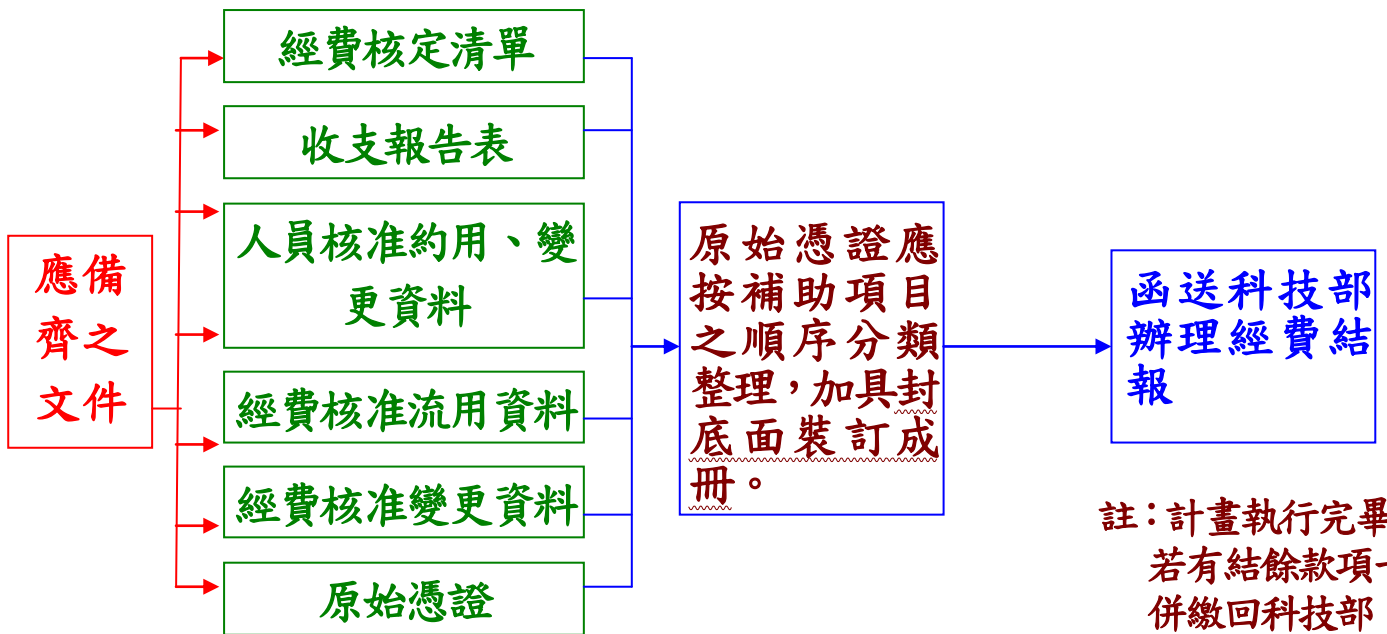 應備
齊之
文件
經費核定清單
收支報告表
人員核准約用、變
更資料
經費核准流用資料
經費核准變更資料
原始憑證
原始憑證應
按補助項目
之順序分類
整理，加具封
底面裝訂成
冊。
函送科技部
辦理經費結
報
註：計畫執行完畢
若有結餘款項一
併繳回科技部